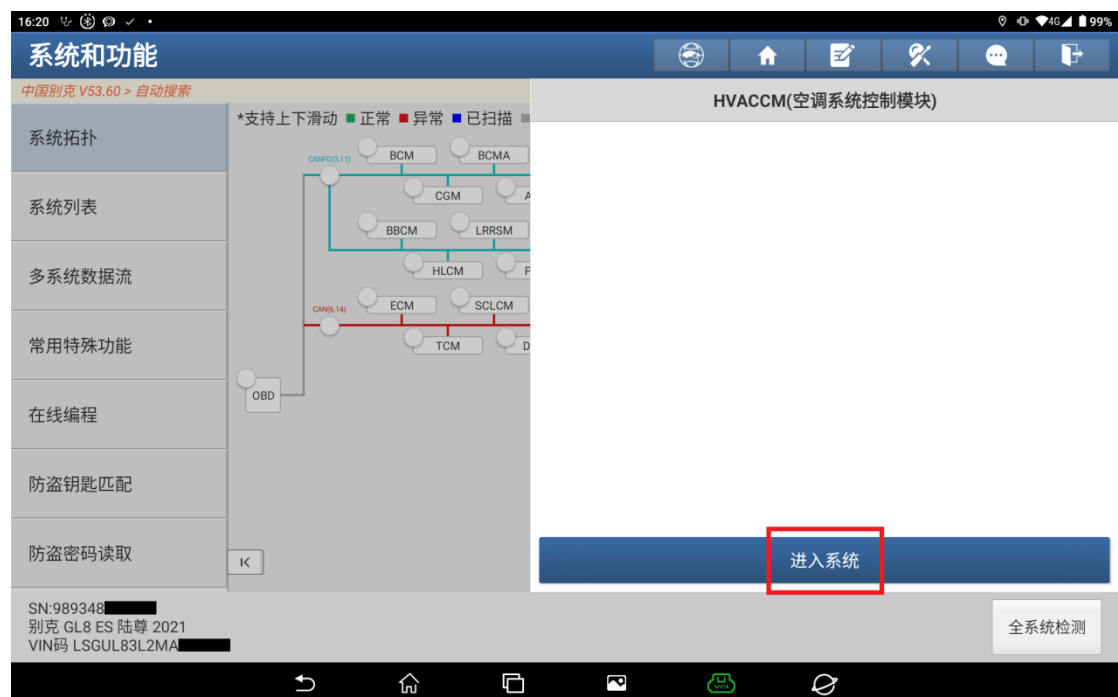 16:20
4G 99%
系统和功能
中国别克 V53.60 > 自动搜索
系统拓扑
系统列表
多系统数据流
常用特殊功能
在线编程
防盗钥匙匹配
防盗密码读取
*支持上下滑动 正常 异常 已扫描
CANFD(3,11)
BCM
BCMA
CGM
BBCM
LRRSM
HLCM
CAN(6,14)
ECM
SCLCM
TCM
OBD
HVACCM(空调系统控制模块)
进入系统
SN:989348
别克 GL8 ES 陆尊 2021
VIN码 LSGUL83L2MA
全系统检测
VCI